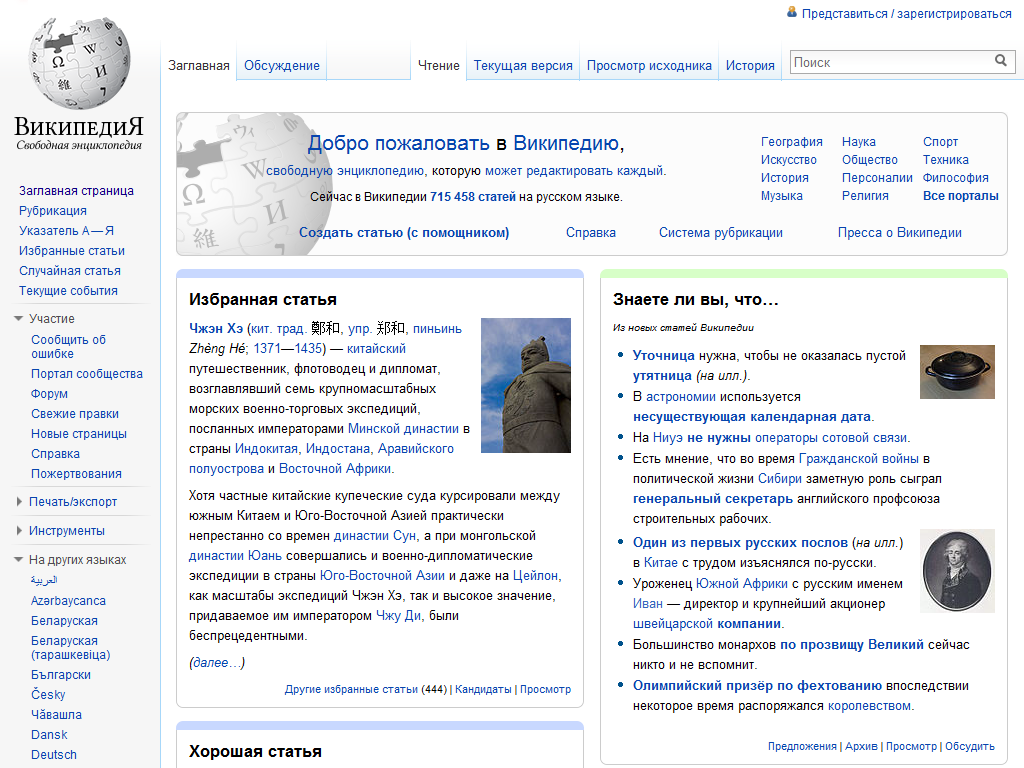 Представиться / зарегистрироваться
Заглавная Обсуждение Чтение Текущая версия Просмотр исходника История Поиск
ВикипедиЯ
Свободная энциклопедия
Заглавная страница
Рубрикация
Указатель А — Я
Избранные статьи
Случайная статья
Текущие события
Участие
Сообщить об
ошибке
Портал сообщества
Форум
Свежие правки
Новые страницы
Справка
Пожертвования
Печать/экспорт
Инструменты
На других языках
العربية
Azərbaycanca
Беларуская
Беларуская
(тарашкевіца)
Български
Česky
Чӑвашла
Dansk
Deutsch
Добро пожаловать в Википедию,
свободную энциклопедию, которую может редактировать каждый.
Сейчас в Википедии 715 458 статей на русском языке.
География Наука Спорт
Искусство Общество Техника
История Персоналии Философия
Музыка Религия Все порталы
Создать статью (с помощником) Справка Система рубрикации Пресса о Википедии
Избранная статья
Чжэн Хэ (кит. трад. 鄭和, упр. 郑和, пиньинь
Zhèng Hé; 1371—1435) — китайский
путешественник, флотоводец и дипломат,
возглавлявший семь крупномасштабных
морских военно-торговых экспедиций,
посланных императорами Минской династии в
страны Индокитая, Индостана, Аравийского
полуострова и Восточной Африки.
Хотя частные китайские купеческие суда курсировали между
южным Китаем и Юго-Восточной Азией практически
непрестанно со времен династии Сун, а при монгольской
династии Юань совершались и военно-дипломатические
экспедиции в страны Юго-Восточной Азии и даже на Цейлон,
как масштабы экспедиций Чжэн Хэ, так и высокое значение,
придаваемое им императором Чжу Ди, были
беспрецедентными.
(далее…)
Другие избранные статьи (444) | Кандидаты | Просмотр
Хорошая статья
Знаете ли вы, что…
Из новых статей Википедии
Уточница нужна, чтобы не оказалась пустой
утятница (на илл.).
В астрономии используется
несуществующая календарная дата.
На Ниуэ не нужны операторы сотовой связи.
Есть мнение, что во время Гражданской войны в
политической жизни Сибири заметную роль сыграл
генеральный секретарь английского профсоюза
строительных рабочих.
Один из первых русских послов (на илл.)
в Китае с трудом изъяснялся по-русски.
Уроженец Южной Африки с русским именем
Иван — директор и крупнейший акционер
швейцарской компании.
Большинство монархов по прозвищу Великий сейчас
никто и не вспомнит.
Олимпийский призёр по фехтованию впоследствии
некоторое время распоряжался королевством.
Предложения | Архив | Просмотр | Обсудить